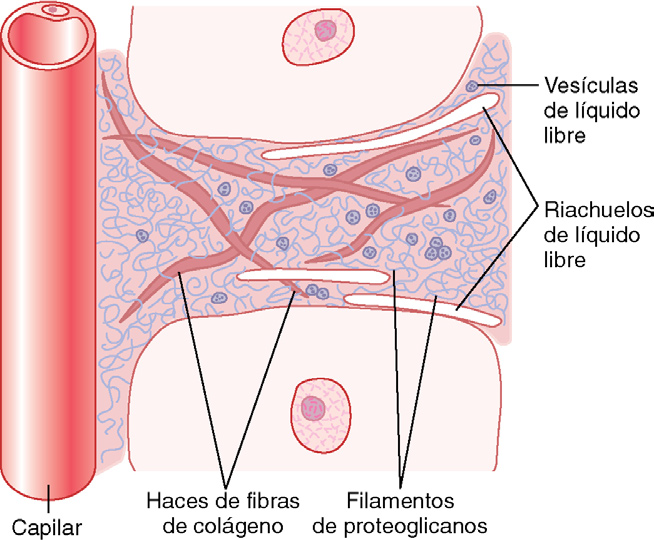 Vesículas
de líquido
libre
Riachuelos
de líquido
libre
Capilar
Haces de fibras
de colágeno
Filamentos
de proteoglicanos